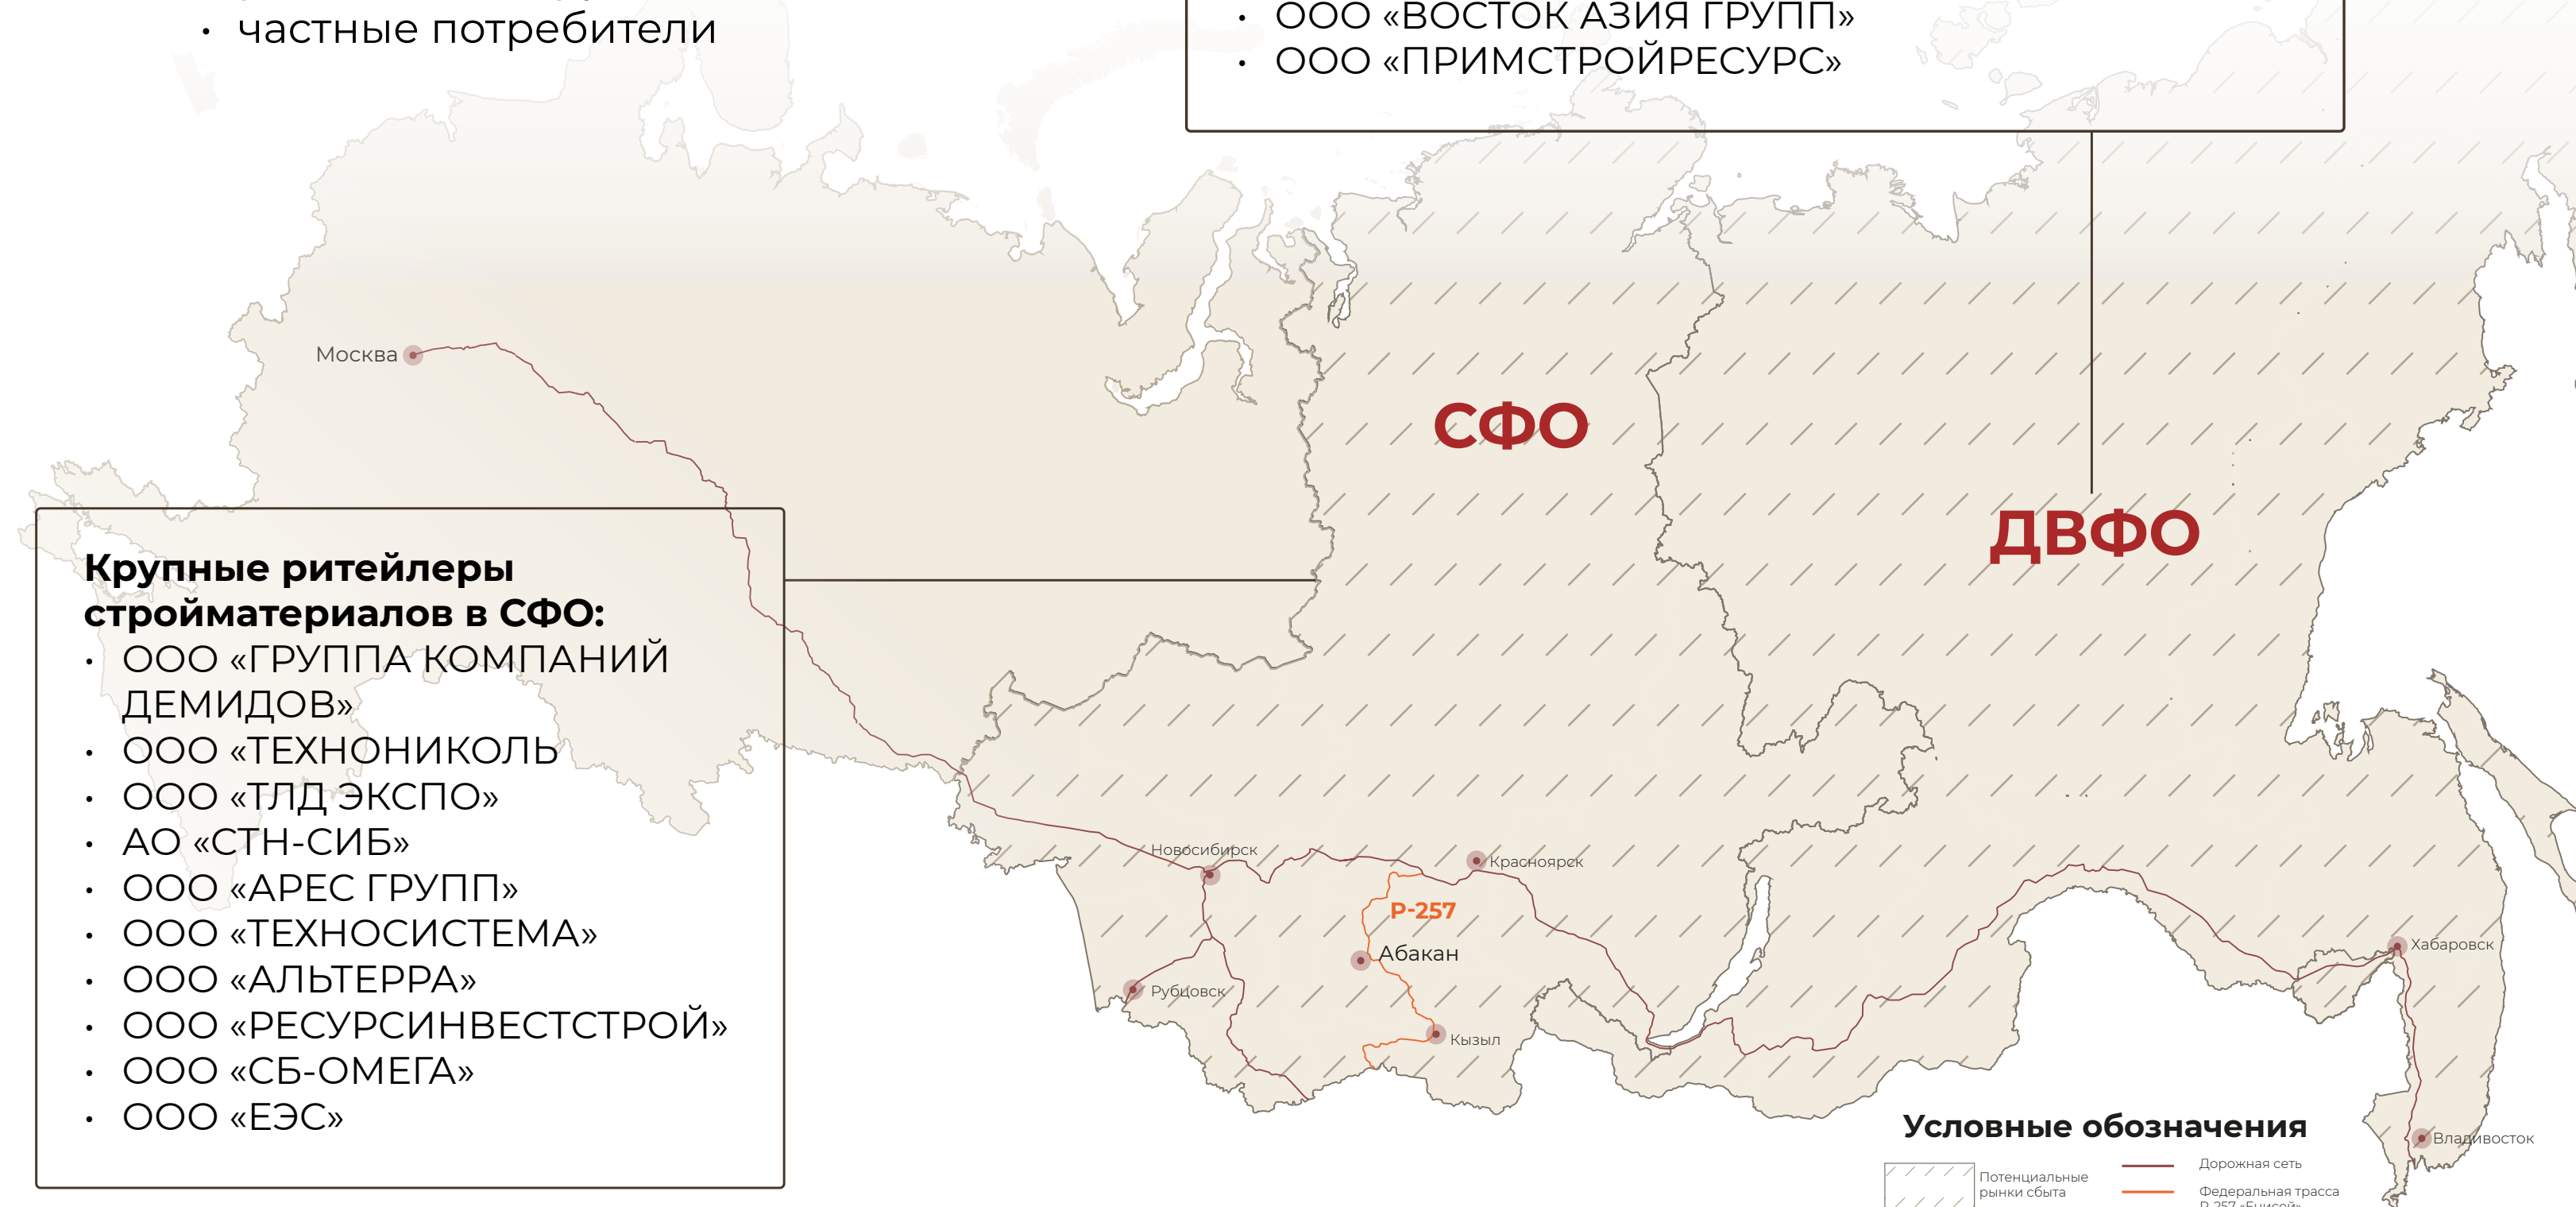 • частные потребители
• ООО «ВОСТОК АЗИЯ ГРУПП»
• ООО «ПРИМСТРОЙРЕСУРС»
Москва
СФО
ДВФО
Крупные ритейлеры
стройматериалов в СФО:
• ООО «ГРУППА КОМПАНИЙ
ДЕМИДОВ»
• ООО «ТЕХНОНИКОЛЬ
• ООО «ТЛД ЭКСПО»
• АО «СТН-СИБ»
• ООО «АРЕС ГРУПП»
• ООО «ТЕХНОСИСТЕМА»
• ООО «АЛЬТЕРРА»
• ООО «РЕСУРСИНВЕСТСТРОЙ»
• ООО «СБ-ОМЕГА»
• ООО «ЕЭС»
Новосибирск
Красноярск
Р-257
Абакан
Рубцовск
Кызыл
Хабаровск
Владивосток
Условные обозначения
Потенциальные
рынки сбыта
Дорожная сеть
Федеральная трасса
Р-257 «Енисей»